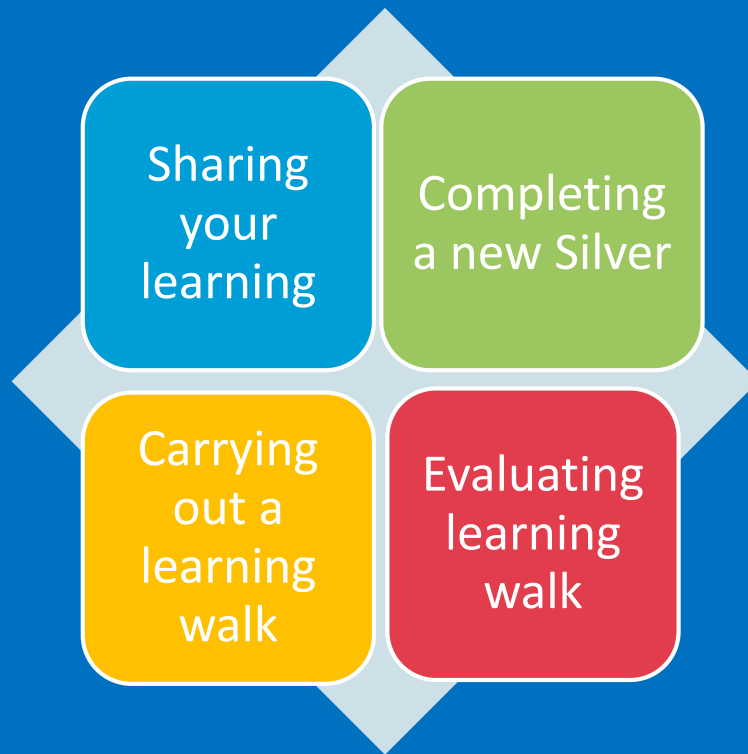 Sharing
your
learning
Completing
a new Silver
Carrying
out a
learning
walk
Evaluating
learning
walk